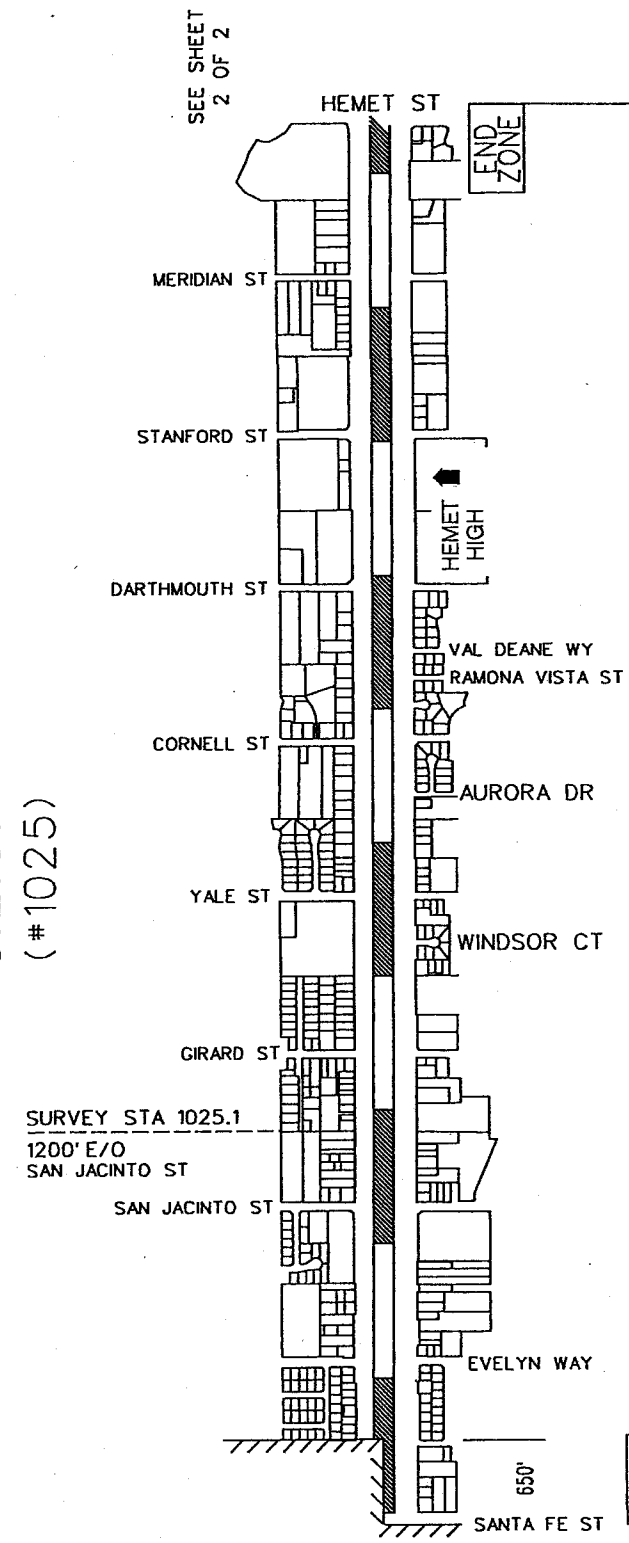 SEE SHEET
2 OF 2
HEMET ST
END
ZONE
MERIDIAN ST
STANFORD ST
HEMET
HIGH
DARTHMOUTH ST
VAL DEANE WY
RAMONA VISTA ST
CORNELL ST
AURORA DR
(#1025)
YALE ST
WINDSOR CT
GIRARD ST
SURVEY STA 1025.1
1200' E/O
SAN JACINTO ST
SAN JACINTO ST
EVELYN WAY
650'
SANTA FE ST